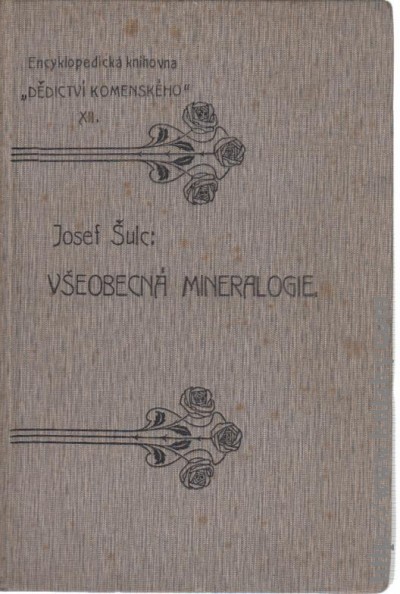 Encyklopedická knihovna
„DĚDICTVÍ KOMENSKÉHO"
XII.
Josef Šulc:
VŠEOBECNÁ MINERALOGIE.